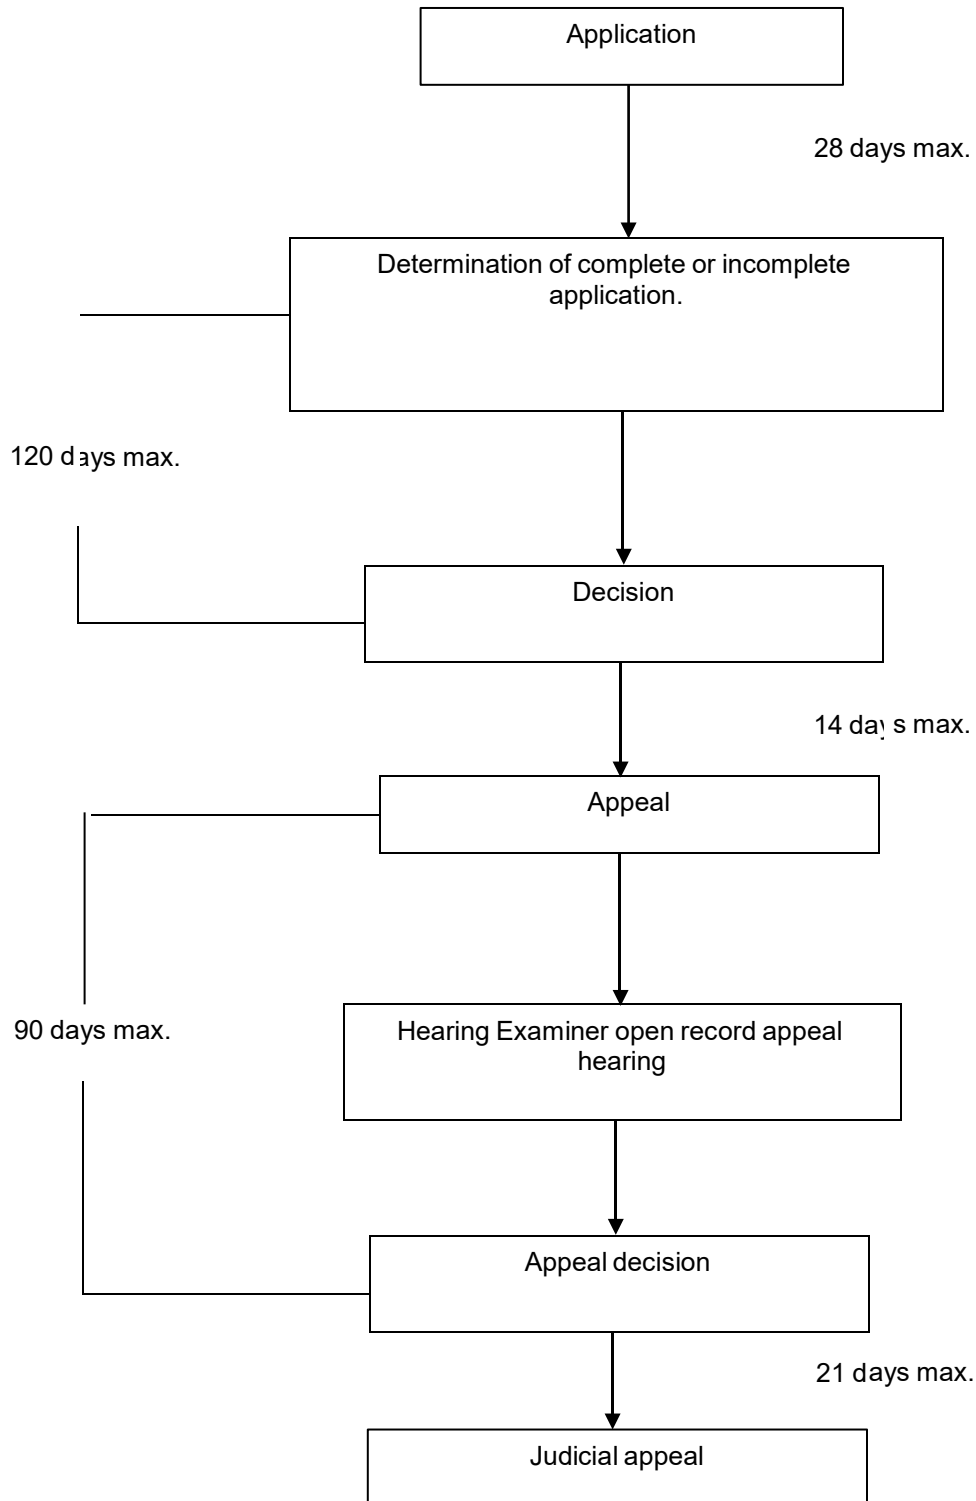 Application
28 days max.
Determination of complete or incomplete
application.
120 days max.
Decision
14 days max.
Appeal
90 days max.
Hearing Examiner open record appeal
hearing
Appeal decision
21 days max.
Judicial appeal